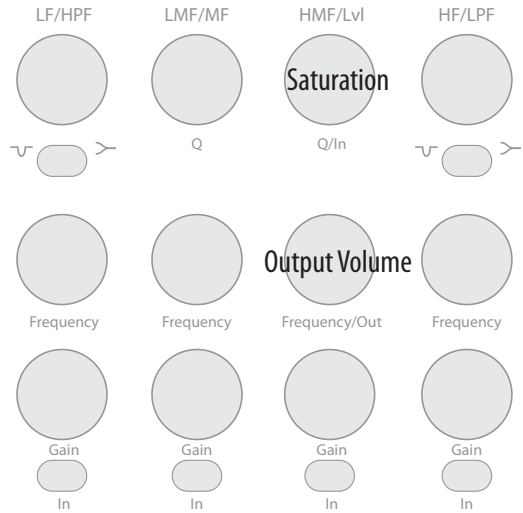 LF/HPF LMF/MF HMF/Lvl HF/LPF
Saturation
Q Q/In
Output Volume
Frequency Frequency Frequency/Out Frequency
Gain Gain Gain Gain
In In In In